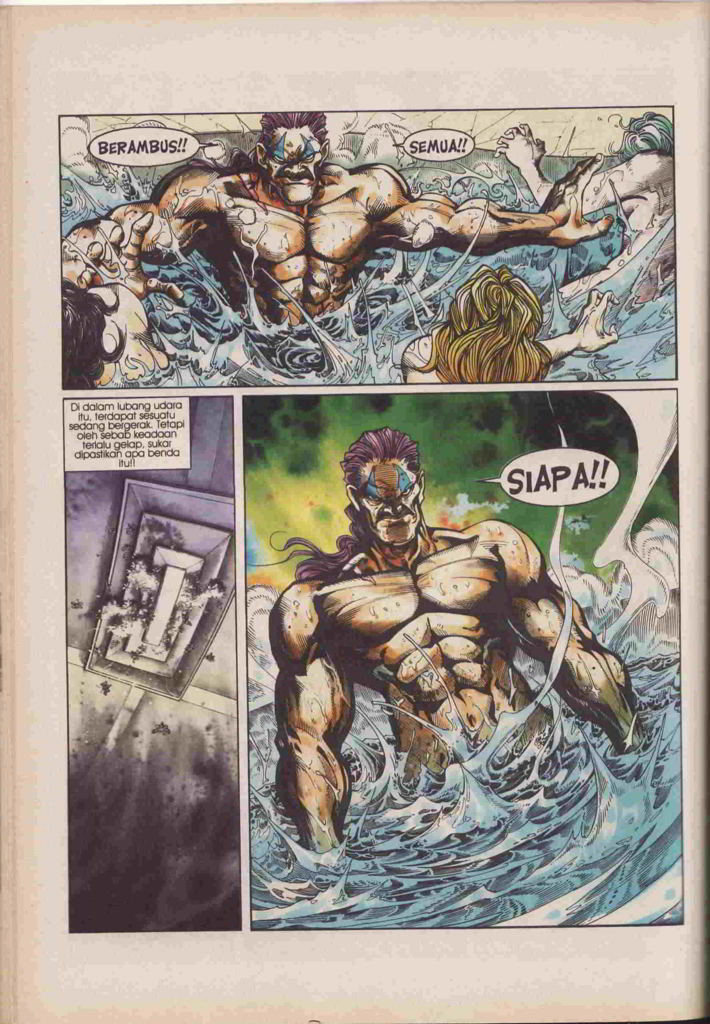 BERAMBUS!!
SEMUA!!
Di dalam lubang udara
itu, terdapat sesuatu
sedang bergerak. Tetapi
oleh sebab keadaan
terlalu gelap, sukar
dipastikan apa benda
itu!!
SIAPA!!